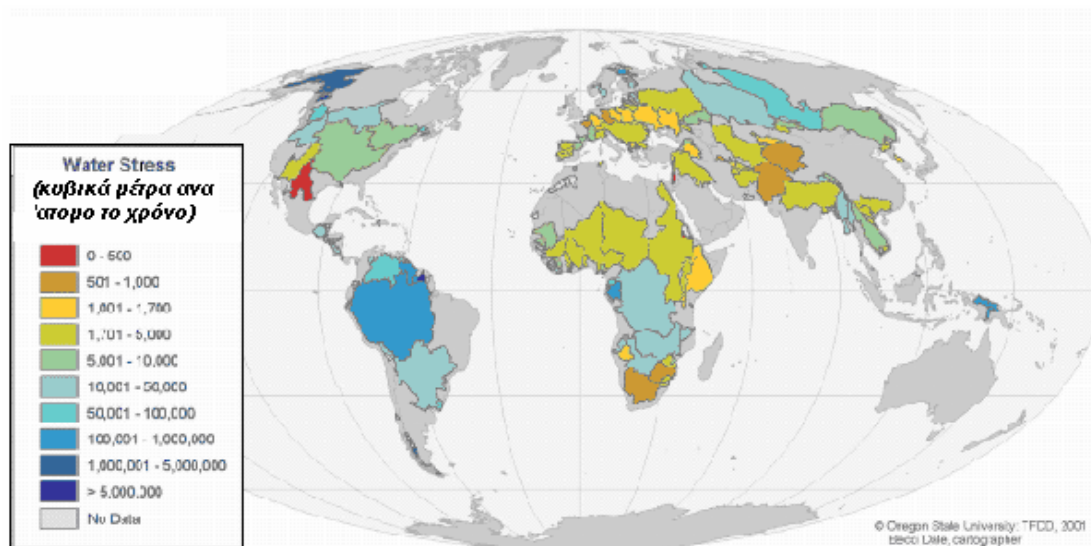 Water Stress
(κυβικά μέτρα ανα
'ατομο το χρόνο)
0 - 500
501 - 1,000
1,001 - 1,700
1,701 - 5,000
5,001 - 10,000
10,001 - 50,000
50,001 - 100,000
100,001 - 1,000,000
1,000,001 - 5,000,000
> 5,000,000
No Data
© Oregon State University: TFDD, 2001
Becci Dale, cartographer